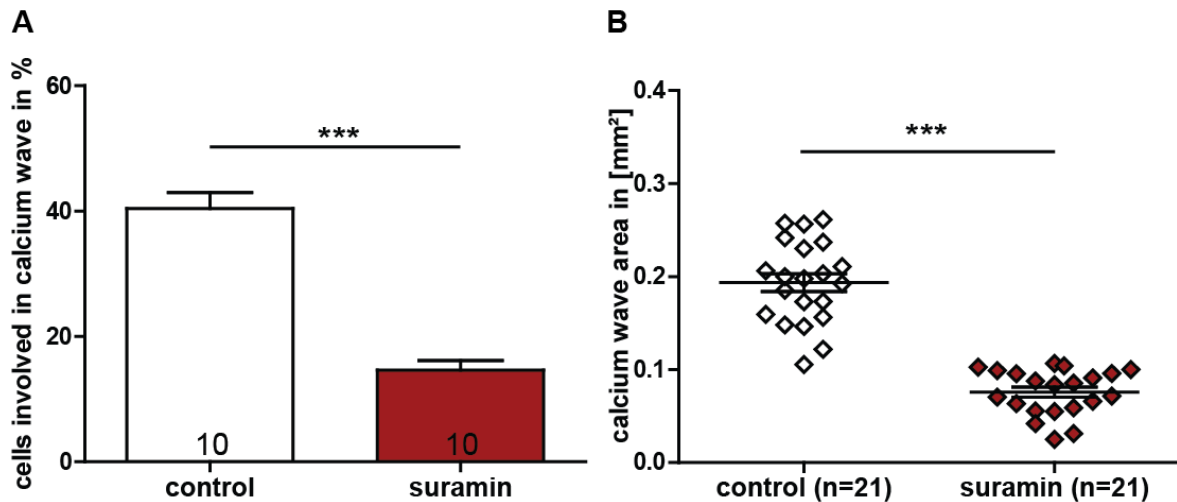 A
cells involved in calcium wave in %
60
40
20
0
***
10
10
control
suramin
B
calcium wave area in [mm²]
0.4
0.3
0.2
0.1
0.0
***
control (n=21)
suramin (n=21)